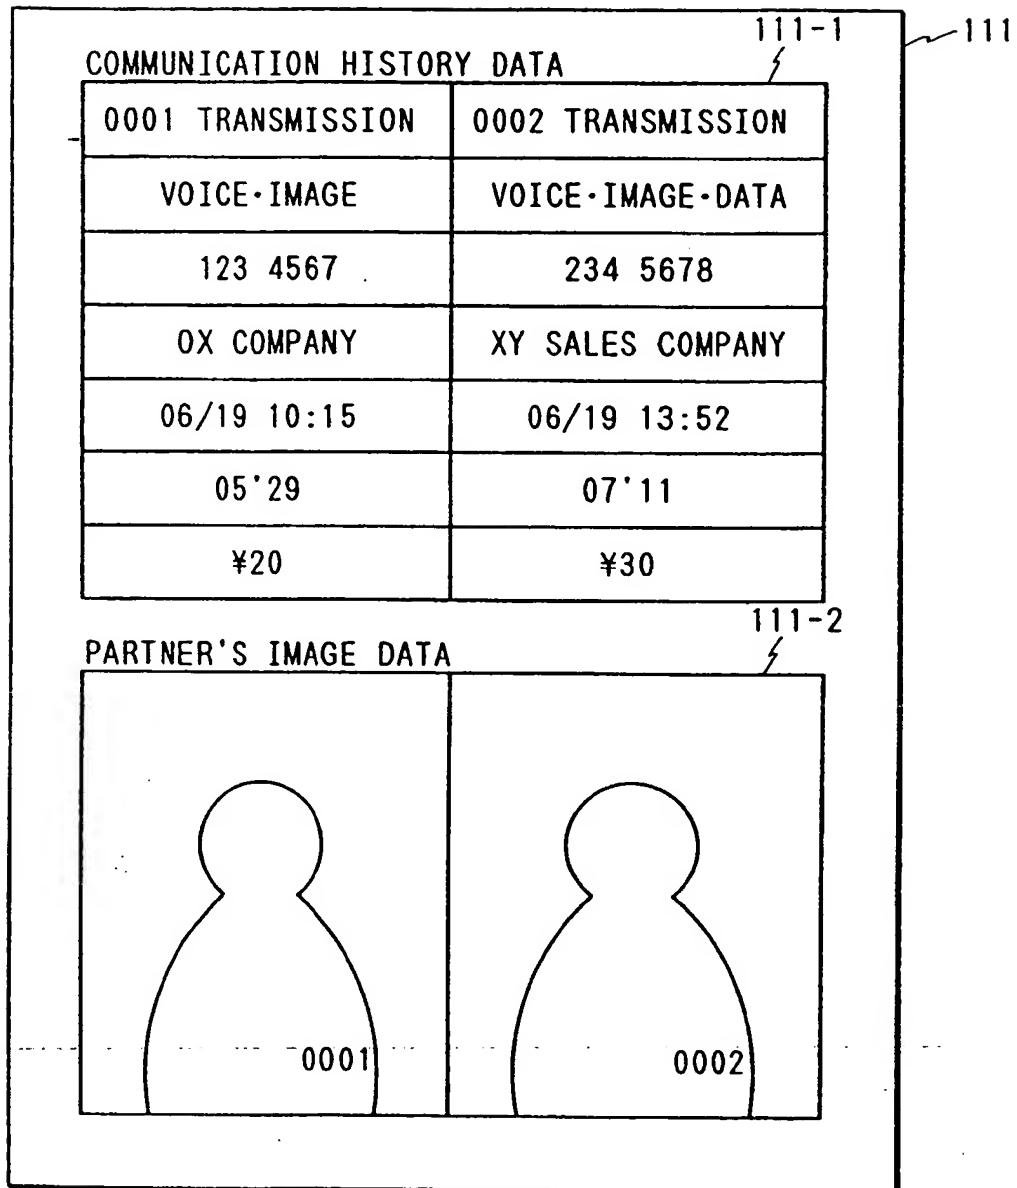 111-1
111
COMMUNICATION HISTORY DATA
0001 TRANSMISSION 0002 TRANSMISSION
VOICE·IMAGE VOICE·IMAGE·DATA
123 4567 234 5678
OX COMPANY XY SALES COMPANY
06/19 10:15 06/19 13:52
05'29 07'11
¥20 ¥30
111-2
PARTNER'S IMAGE DATA
0001 0002